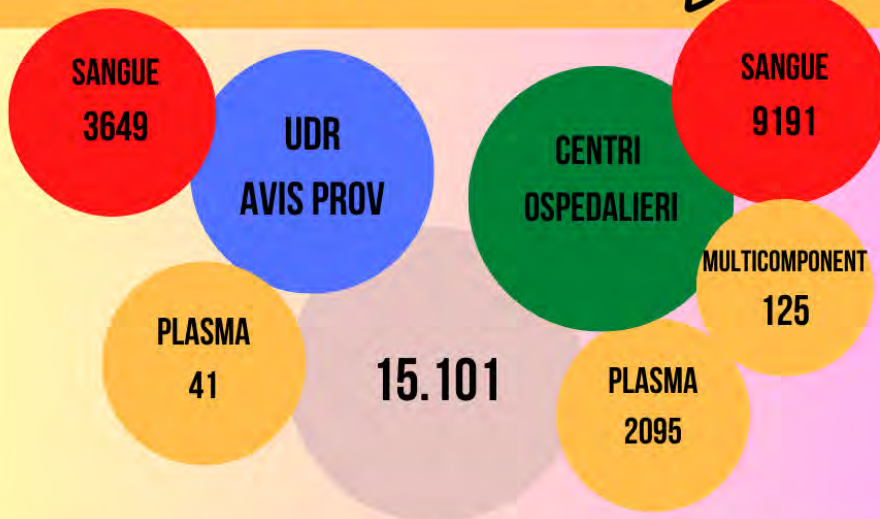 SANGUE
3649
UDR
AVIS PROV
PLASMA
41
15.101
CENTRI
OSPEDALIERI
SANGUE
9191
MULTICOMPONENT
125
PLASMA
2095